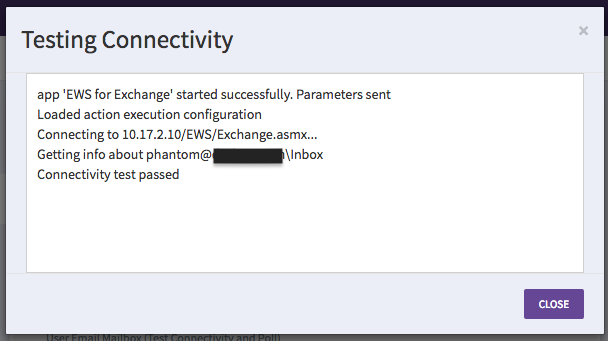 Testing Connectivity
×
app 'EWS for Exchange' started successfully. Parameters sent
Loaded action execution configuration
Connecting to 10.17.2.10/EWS/Exchange.asmx...
Getting info about phantom@ \Inbox
Connectivity test passed
CLOSE
User Email Mailbox (Test Connectivity and Poll)